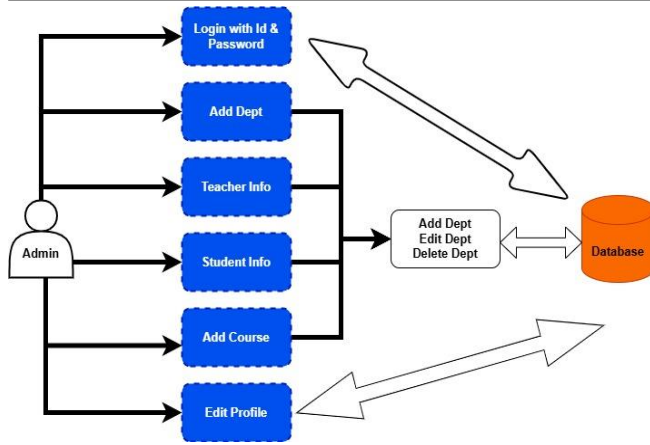 Login with Id &
Password
Add Dept
Teacher Info
Admin
Student Info
Add Course
Edit Profile
Add Dept
Edit Dept
Delete Dept
Database